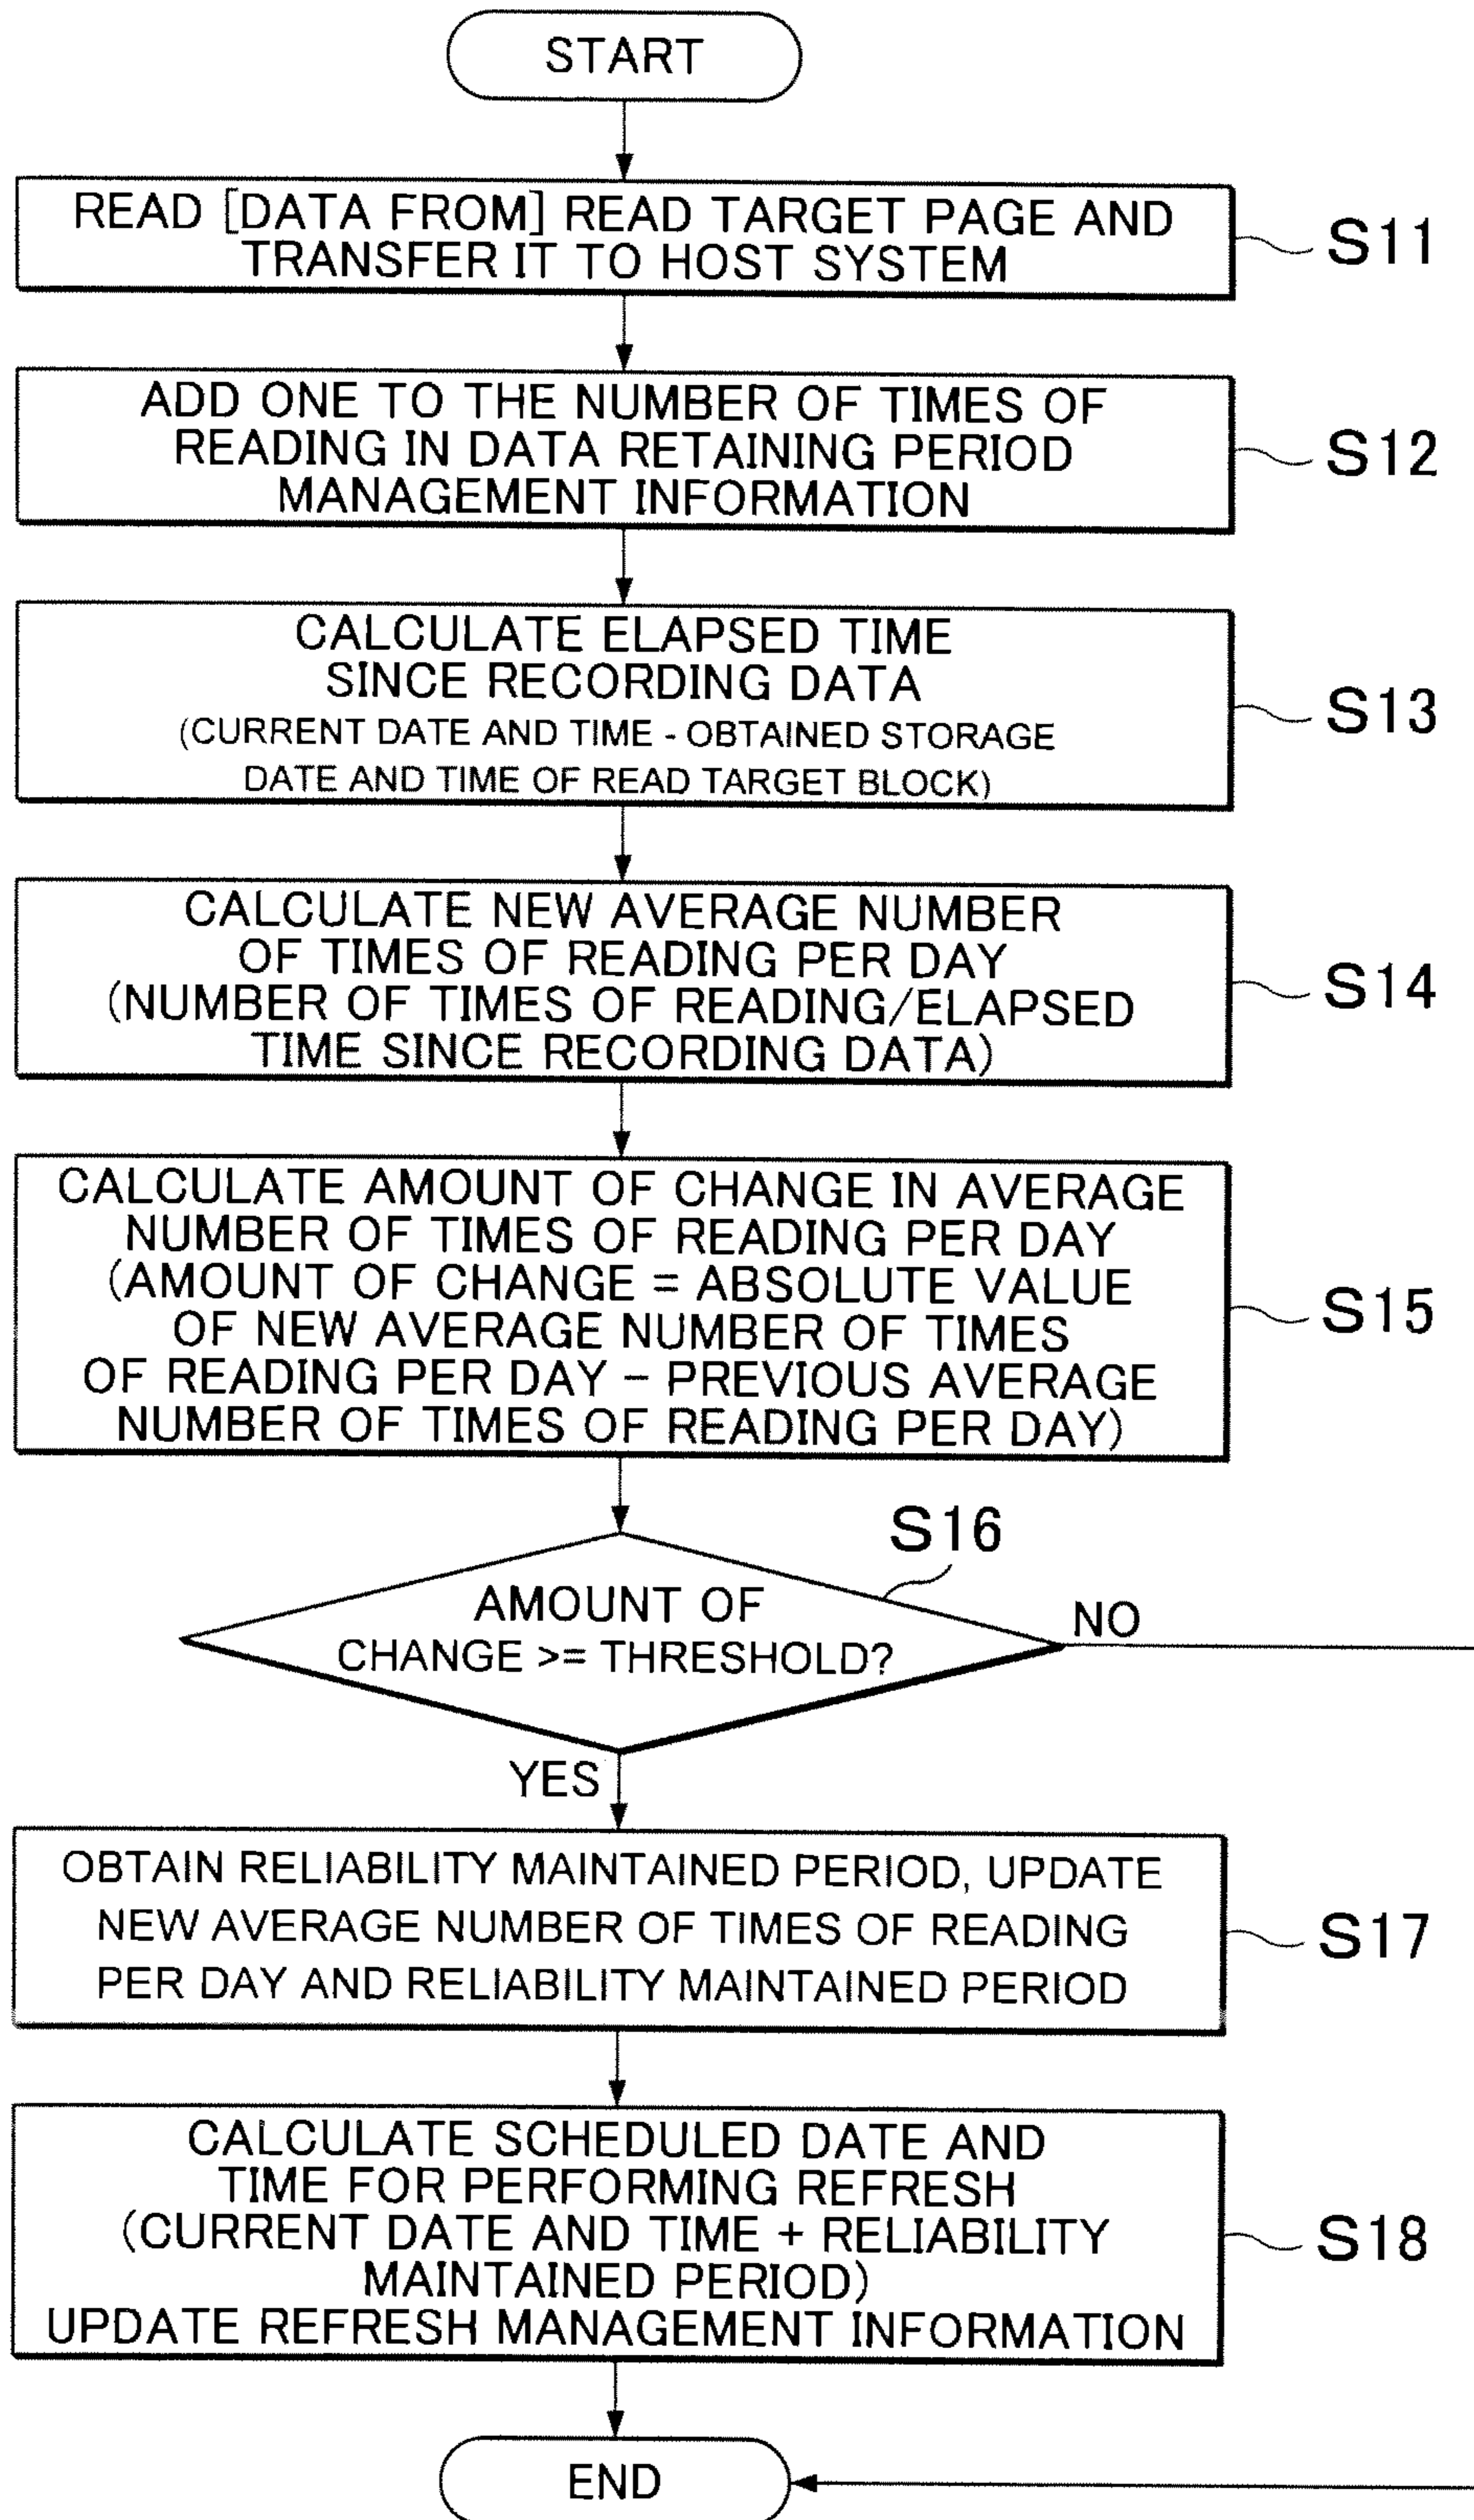 START
READ [DATA FROM] READ TARGET PAGE AND
TRANSFER IT TO HOST SYSTEM
S11
ADD ONE TO THE NUMBER OF TIMES OF
READING IN DATA RETAINING PERIOD
MANAGEMENT INFORMATION
S12
CALCULATE ELAPSED TIME
SINCE RECORDING DATA
(CURRENT DATE AND TIME - OBTAINED STORAGE
DATE AND TIME OF READ TARGET BLOCK)
S13
CALCULATE NEW AVERAGE NUMBER
OF TIMES OF READING PER DAY
(NUMBER OF TIMES OF READING/ELAPSED
TIME SINCE RECORDING DATA)
S14
CALCULATE AMOUNT OF CHANGE IN AVERAGE
NUMBER OF TIMES OF READING PER DAY
(AMOUNT OF CHANGE = ABSOLUTE VALUE
OF NEW AVERAGE NUMBER OF TIMES
OF READING PER DAY - PREVIOUS AVERAGE
NUMBER OF TIMES OF READING PER DAY)
S15
S16
AMOUNT OF
CHANGE >= THRESHOLD?
NO
YES
OBTAIN RELIABILITY MAINTAINED PERIOD, UPDATE
NEW AVERAGE NUMBER OF TIMES OF READING
PER DAY AND RELIABILITY MAINTAINED PERIOD
S17
CALCULATE SCHEDULED DATE AND
TIME FOR PERFORMING REFRESH
(CURRENT DATE AND TIME + RELIABILITY
MAINTAINED PERIOD)
UPDATE REFRESH MANAGEMENT INFORMATION
S18
END